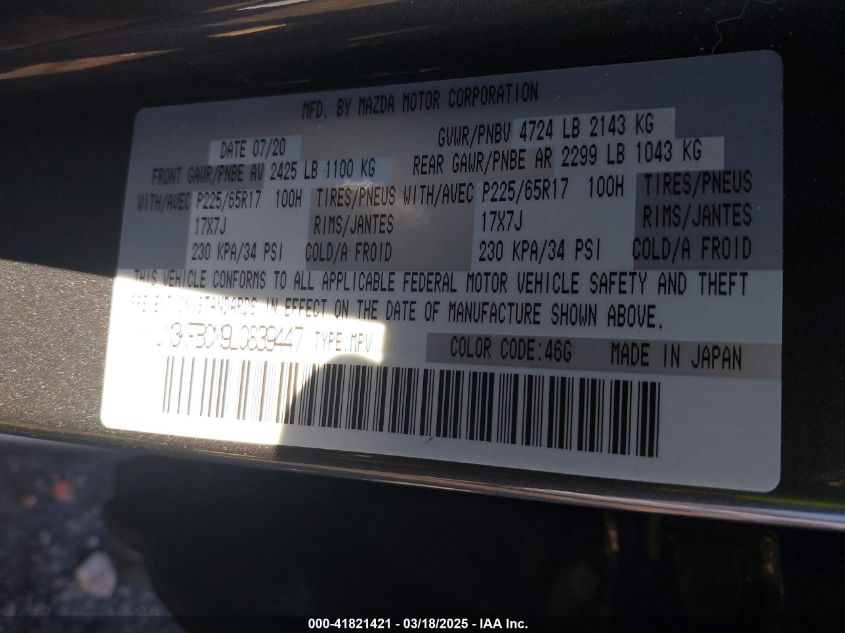 MFD. BY MAZDA MOTOR CORPORATION
DATE 07/20 GVWR/PNBV 4724 LB 2143 KG
FRONT GAWR/PNBE AV 2425 LB 1100 KG REAR GAWR/PNBE AR 2299 LB 1043 KG
WITH/AVEC P225/65R17 100H TIRES/PNEUS WITH/AVEC P225/65R17 100H TIRES/PNEUS
17X7J RIMS/JANTES 17X7J RIMS/JANTES
230 KPA/34 PSI COLD/A FROID 230 KPA/34 PSI COLD/A FROID
THIS VEHICLE CONFORMS TO ALL APPLICABLE FEDERAL MOTOR VEHICLE SAFETY AND THEFT
PREVENTION STANDARDS IN EFFECT ON THE DATE OF MANUFACTURE SHOWN ABOVE.
TYPE:MPV COLOR CODE:46G MADE IN JAPAN
000-41821421 - 03/18/2025 - IAA Inc.